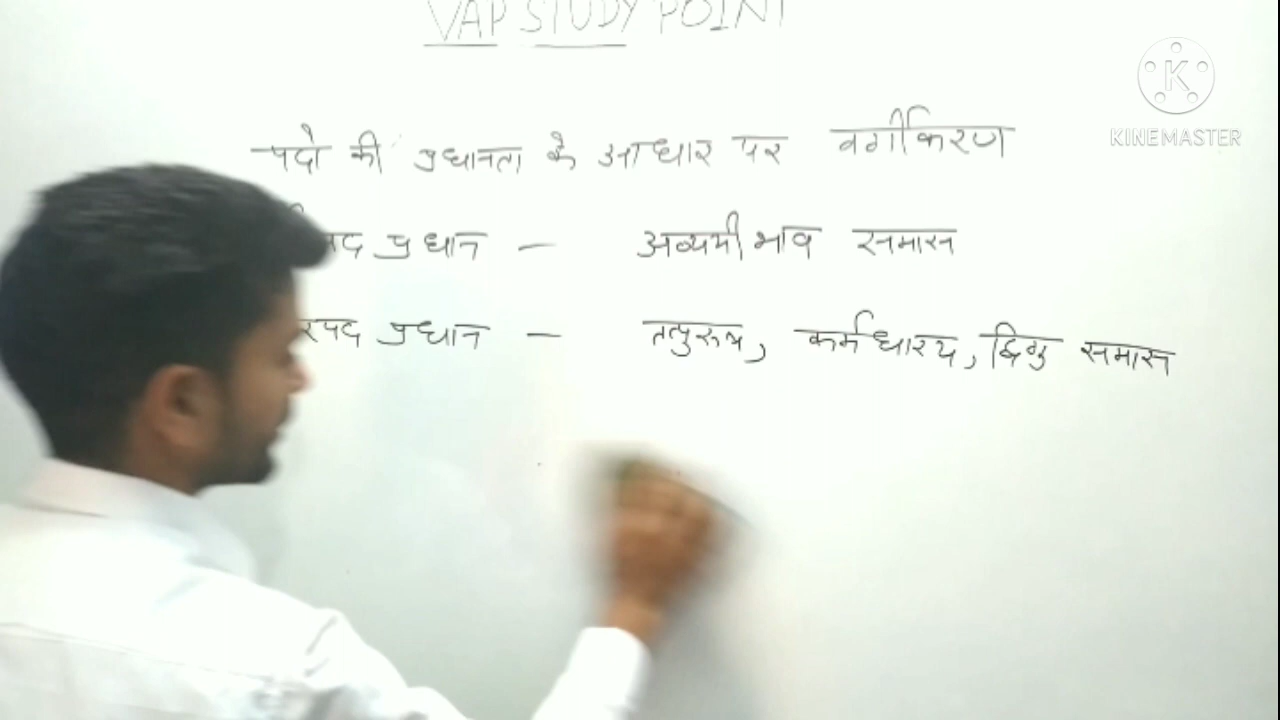 VAP STUDY POINT
KINEMASTER
पदो की प्रधानता के आधार पर वर्गीकरण
पद प्रधान - अव्ययीभाव समास
रपद प्रधान - तत्पुरुष, कर्मधारय, द्विगु समास